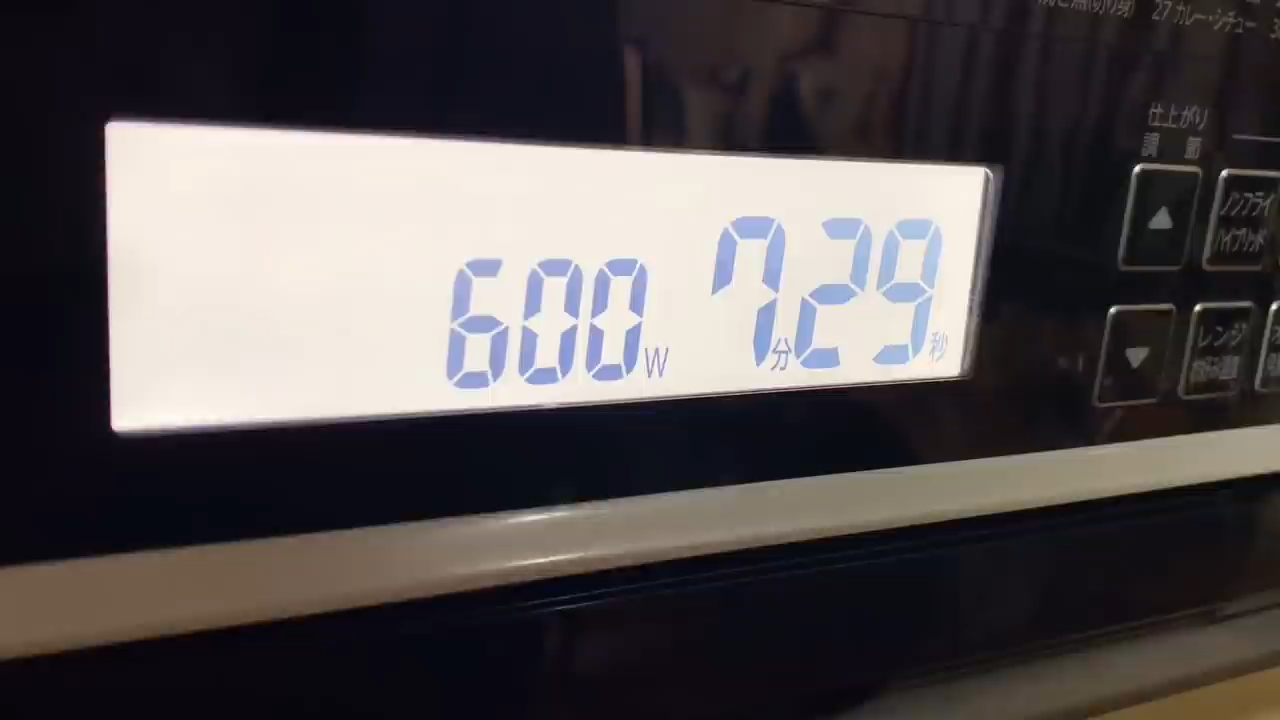 27 カレー・シチュー
仕上がり
調 節
▲
ノンフライ
ハイブリッド
600W 7分29秒
▼
レンジ